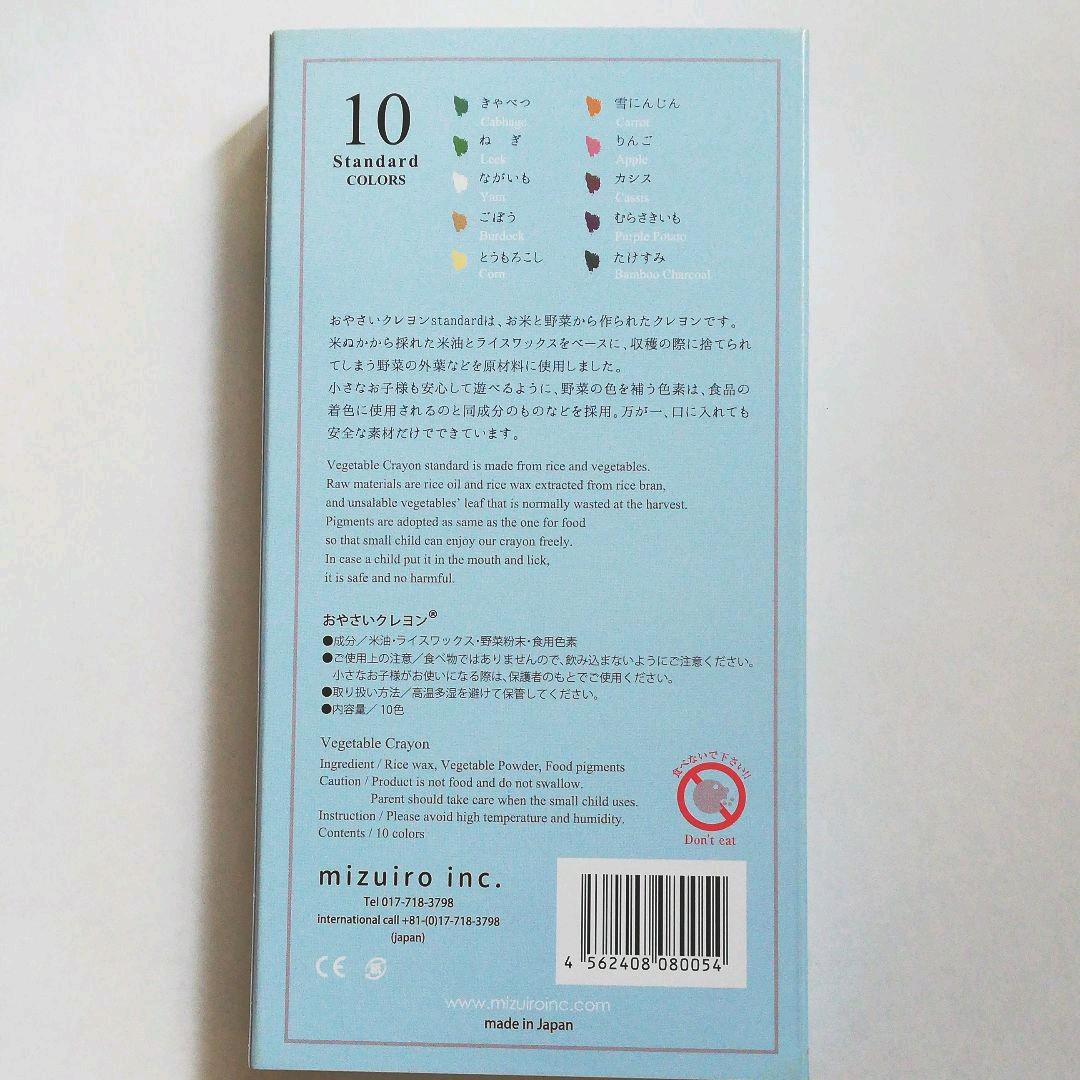 10
Standard
COLORS
きゃべつ
Cabbage
ねぎ
Leek
ながいも
Yam
ごぼう
Burdock
とうもろこし
Corn
雪にんじん
Carrot
りんご
Apple
カシス
Cassis
むらさきいも
Purple Potato
たけすみ
Bamboo Charcoal
おやさいクレヨンstandardは、お米と野菜から作られたクレヨンです。
米ぬかから採れた米油とライスワックスをベースに、収穫の際に捨てられ
てしまう野菜の外葉などを原材料に使用しました。
小さなお子様も安心して遊べるように、野菜の色を補う色素は、食品の
着色に使用されるのと同成分のものなどを採用。万が一、口に入れても
安全な素材だけでできています。
Vegetable Crayon standard is made from rice and vegetables.
Raw materials are rice oil and rice wax extracted from rice bran,
and unsalable vegetables' leaf that is normally wasted at the harvest.
Pigments are adopted as same as the one for food
so that small child can enjoy our crayon freely.
In case a child put it in the mouth and lick,
it is safe and no harmful.
おやさいクレヨン®
●成分／米油・ライスワックス・野菜粉末・食用色素
●ご使用上の注意／食べ物ではありませんので、飲み込まないようにご注意ください。
小さなお子様がお使いになる際は、保護者のもとでご使用ください。
●取り扱い方法／高温多湿を避けて保管してください。
●内容量／10色
Vegetable Crayon
Ingredient / Rice wax, Vegetable Powder, Food pigments
Caution / Product is not food and do not swallow.
Parent should take care when the small child uses.
Instruction / Please avoid high temperature and humidity.
Contents / 10 colors
食べないで下さい!!
Don't eat
mizuiro inc.
Tel 017-718-3798
international call +81-(0)17-718-3798
(japan)
CE
4 562408 080054
www.mizuiroinc.com
made in Japan